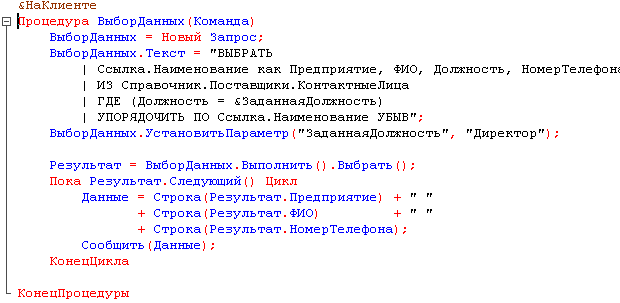 &НаКлиенте
Процедура ВыборДанных(Команда)
ВыборДанных = Новый Запрос;
ВыборДанных.Текст = "ВЫБРАТЬ
| Ссылка.Наименование как Предприятие, ФИО, Должность, НомерТелефона
| ИЗ Справочник.Поставщики.КонтактныеЛица
| ГДЕ (Должность = &ЗаданнаяДолжность)
| УПОРЯДОЧИТЬ ПО Ссылка.Наименование УБЫВ";
ВыборДанных.УстановитьПараметр("ЗаданнаяДолжность", "Директор");
Результат = ВыборДанных.Выполнить().Выбрать();
Пока Результат.Следующий() Цикл
Данные = Строка(Результат.Предприятие) + " "
+ Строка(Результат.ФИО) + " "
+ Строка(Результат.НомерТелефона);
Сообщить(Данные);
КонецЦикла
КонецПроцедуры